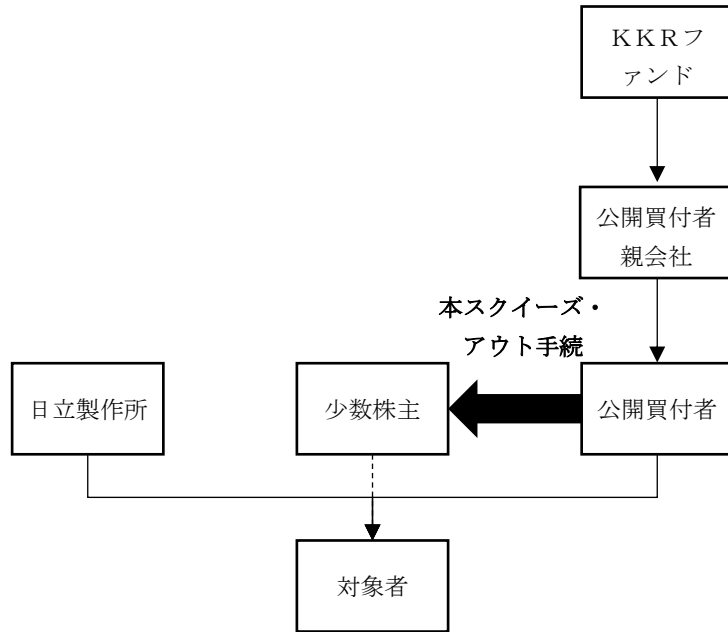 ＫＫＲフ
ァンド
公開買付者
親会社
本スクイーズ・
アウト手続
日立製作所
少数株主
公開買付者
対象者